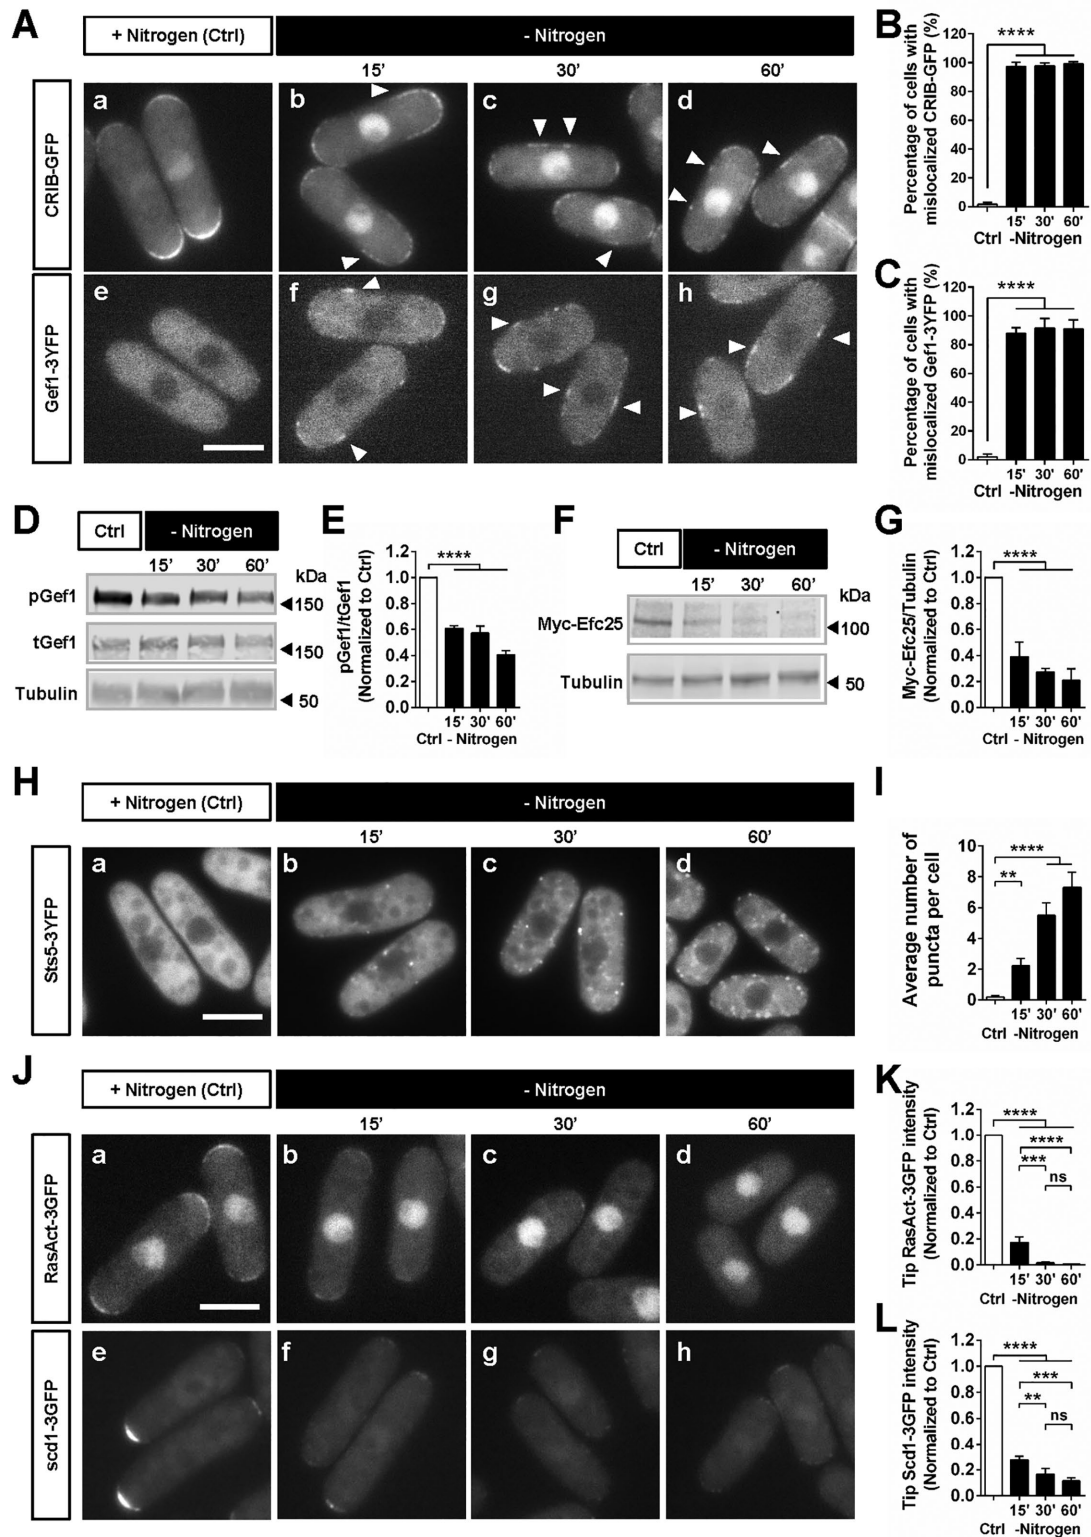 A
+ Nitrogen (Ctrl)
- Nitrogen
15' 30' 60'
CRIB-GFP
a b c d
Gef1-3YFP
e f g h
B
Percentage of cells with
mislocalized CRIB-GFP (%)
120
100
80
60
40
20
0
****
15' 30' 60'
Ctrl -Nitrogen
C
Percentage of cells with
mislocalized Gef1-3YFP (%)
120
100
80
60
40
20
0
****
15' 30' 60'
Ctrl -Nitrogen
D
Ctrl - Nitrogen
15' 30' 60'
kDa
pGef1 150
tGef1 150
Tubulin 50
E
pGef1/tGef1
(Normalized to Ctrl)
1.2
1.0
0.8
0.6
0.4
0.2
0.0
****
15' 30' 60'
Ctrl - Nitrogen
F
Ctrl - Nitrogen
15' 30' 60'
kDa
Myc-Efc25 100
Tubulin 50
G
Myc-Efc25/Tubulin
(Normalized to Ctrl)
1.2
1.0
0.8
0.6
0.4
0.2
0.0
****
15' 30' 60'
Ctrl - Nitrogen
H
+ Nitrogen (Ctrl)
- Nitrogen
15' 30' 60'
Sts5-3YFP
a b c d
I
Average number of
puncta per cell
10
8
6
4
2
0
****
**
15' 30' 60'
Ctrl -Nitrogen
J
+ Nitrogen (Ctrl)
- Nitrogen
15' 30' 60'
RasAct-3GFP
a b c d
scd1-3GFP
e f g h
K
Tip RasAct-3GFP intensity
(Normalized to Ctrl)
1.2
1.0
0.8
0.6
0.4
0.2
0.0
****
****
***
ns
15' 30' 60'
Ctrl -Nitrogen
L
Tip Scd1-3GFP intensity
(Normalized to Ctrl)
1.2
1.0
0.8
0.6
0.4
0.2
0.0
****
***
**
ns
15' 30' 60'
Ctrl -Nitrogen